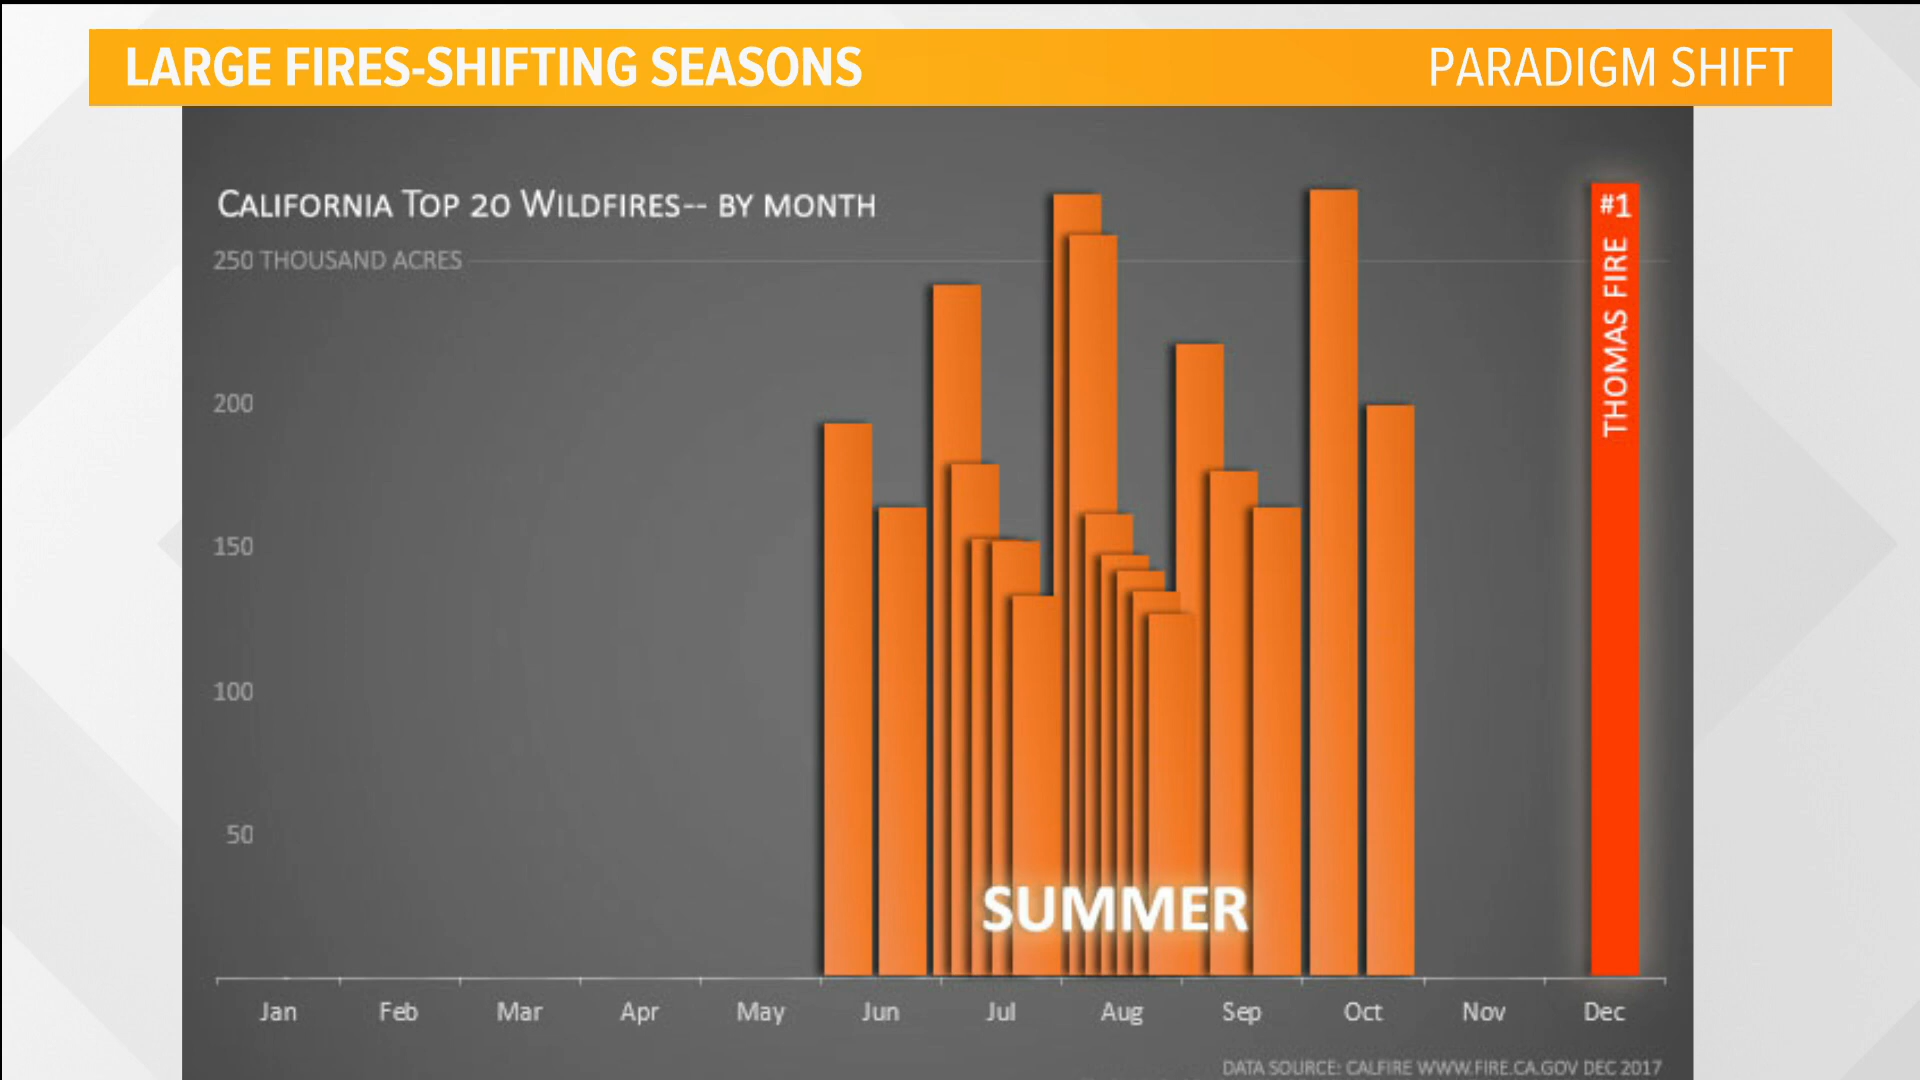 LARGE FIRES-SHIFTING SEASONS
PARADIGM SHIFT
CALIFORNIA TOP 20 WILDFIRES-- BY MONTH
250 THOUSAND ACRES
200
150
100
50
#1
THOMAS FIRE
SUMMER
Jan Feb Mar Apr May Jun Jul Aug Sep Oct Nov Dec
DATA SOURCE: CALFIRE WWW.FIRE.CA.GOV DEC 2017